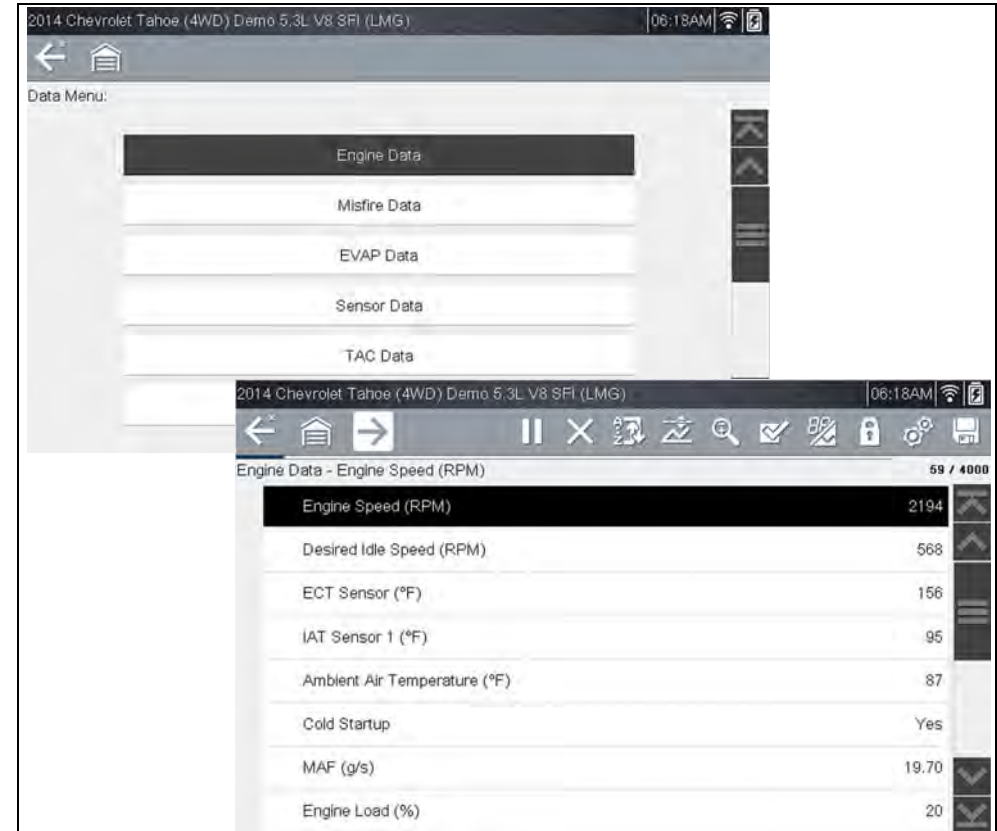 2014 Chevrolet Tahoe (4WD) Demo 5.3L V8 SFI (LMG)
06:18AM
Data Menu:
Engine Data
Misfire Data
EVAP Data
Sensor Data
TAC Data
2014 Chevrolet Tahoe (4WD) Demo 5.3L V8 SFI (LMG)
06:18AM
Engine Data - Engine Speed (RPM)
59 / 4000
Engine Speed (RPM) 2194
Desired Idle Speed (RPM) 568
ECT Sensor (°F) 156
IAT Sensor 1 (°F) 95
Ambient Air Temperature (°F) 87
Cold Startup Yes
MAF (g/s) 19.70
Engine Load (%) 20